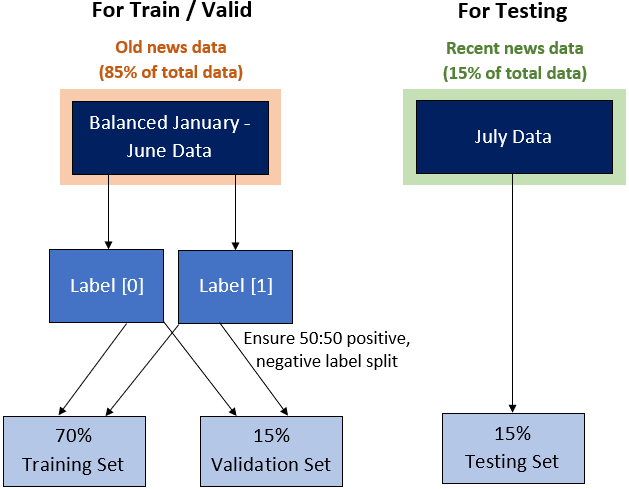 For Train / Valid
Old news data
(85% of total data)
Balanced January -
June Data
Label [0]
Label [1]
Ensure 50:50 positive,
negative label split
70%
Training Set
15%
Validation Set
For Testing
Recent news data
(15% of total data)
July Data
15%
Testing Set